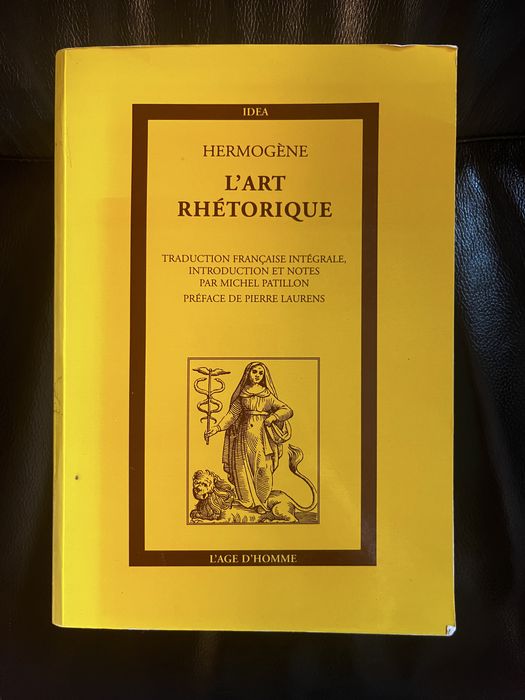 IDEA
HERMOGÈNE
L'ART
RHÉTORIQUE
TRADUCTION FRANÇAISE INTÉGRALE,
INTRODUCTION ET NOTES
PAR MICHEL PATILLON
PRÉFACE DE PIERRE LAURENS
L'AGE D'HOMME